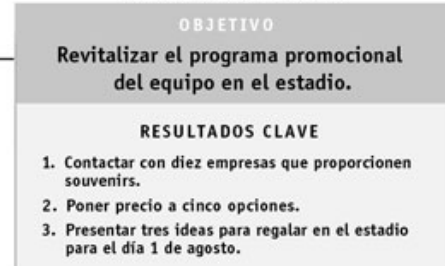 OBJETIVO
Revitalizar el programa promocional
del equipo en el estadio.
RESULTADOS CLAVE
1. Contactar con diez empresas que proporcionen
souvenirs.
2. Poner precio a cinco opciones.
3. Presentar tres ideas para regalar en el estadio
para el día 1 de agosto.